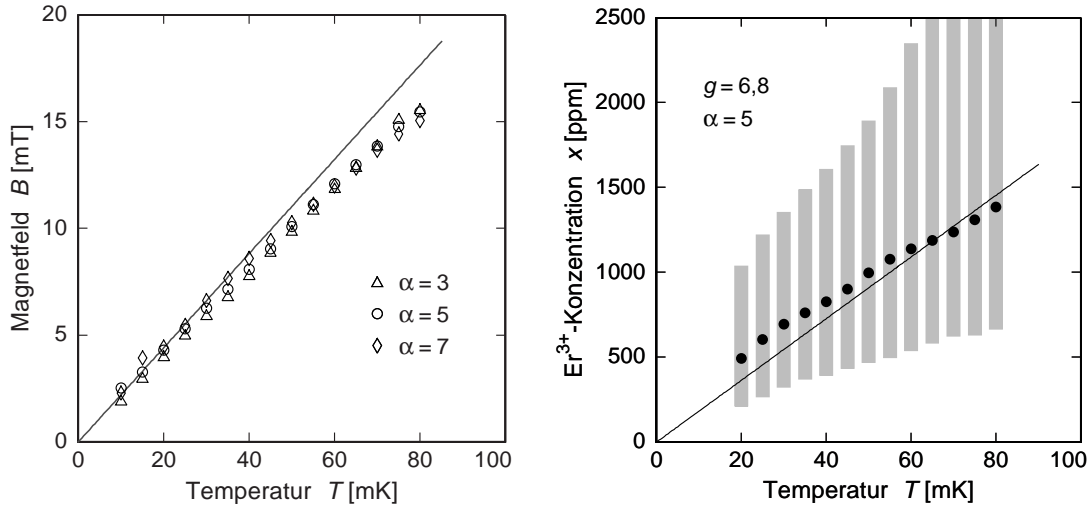 20
15
10
5
0
0
20
40
60
80
100
Magnetfeld B [mT]
Temperatur T [mK]
α = 3
α = 5
α = 7
2500
2000
1500
1000
500
0
0
20
40
60
80
100
Er³⁺-Konzentration x [ppm]
Temperatur T [mK]
g = 6,8
α = 5